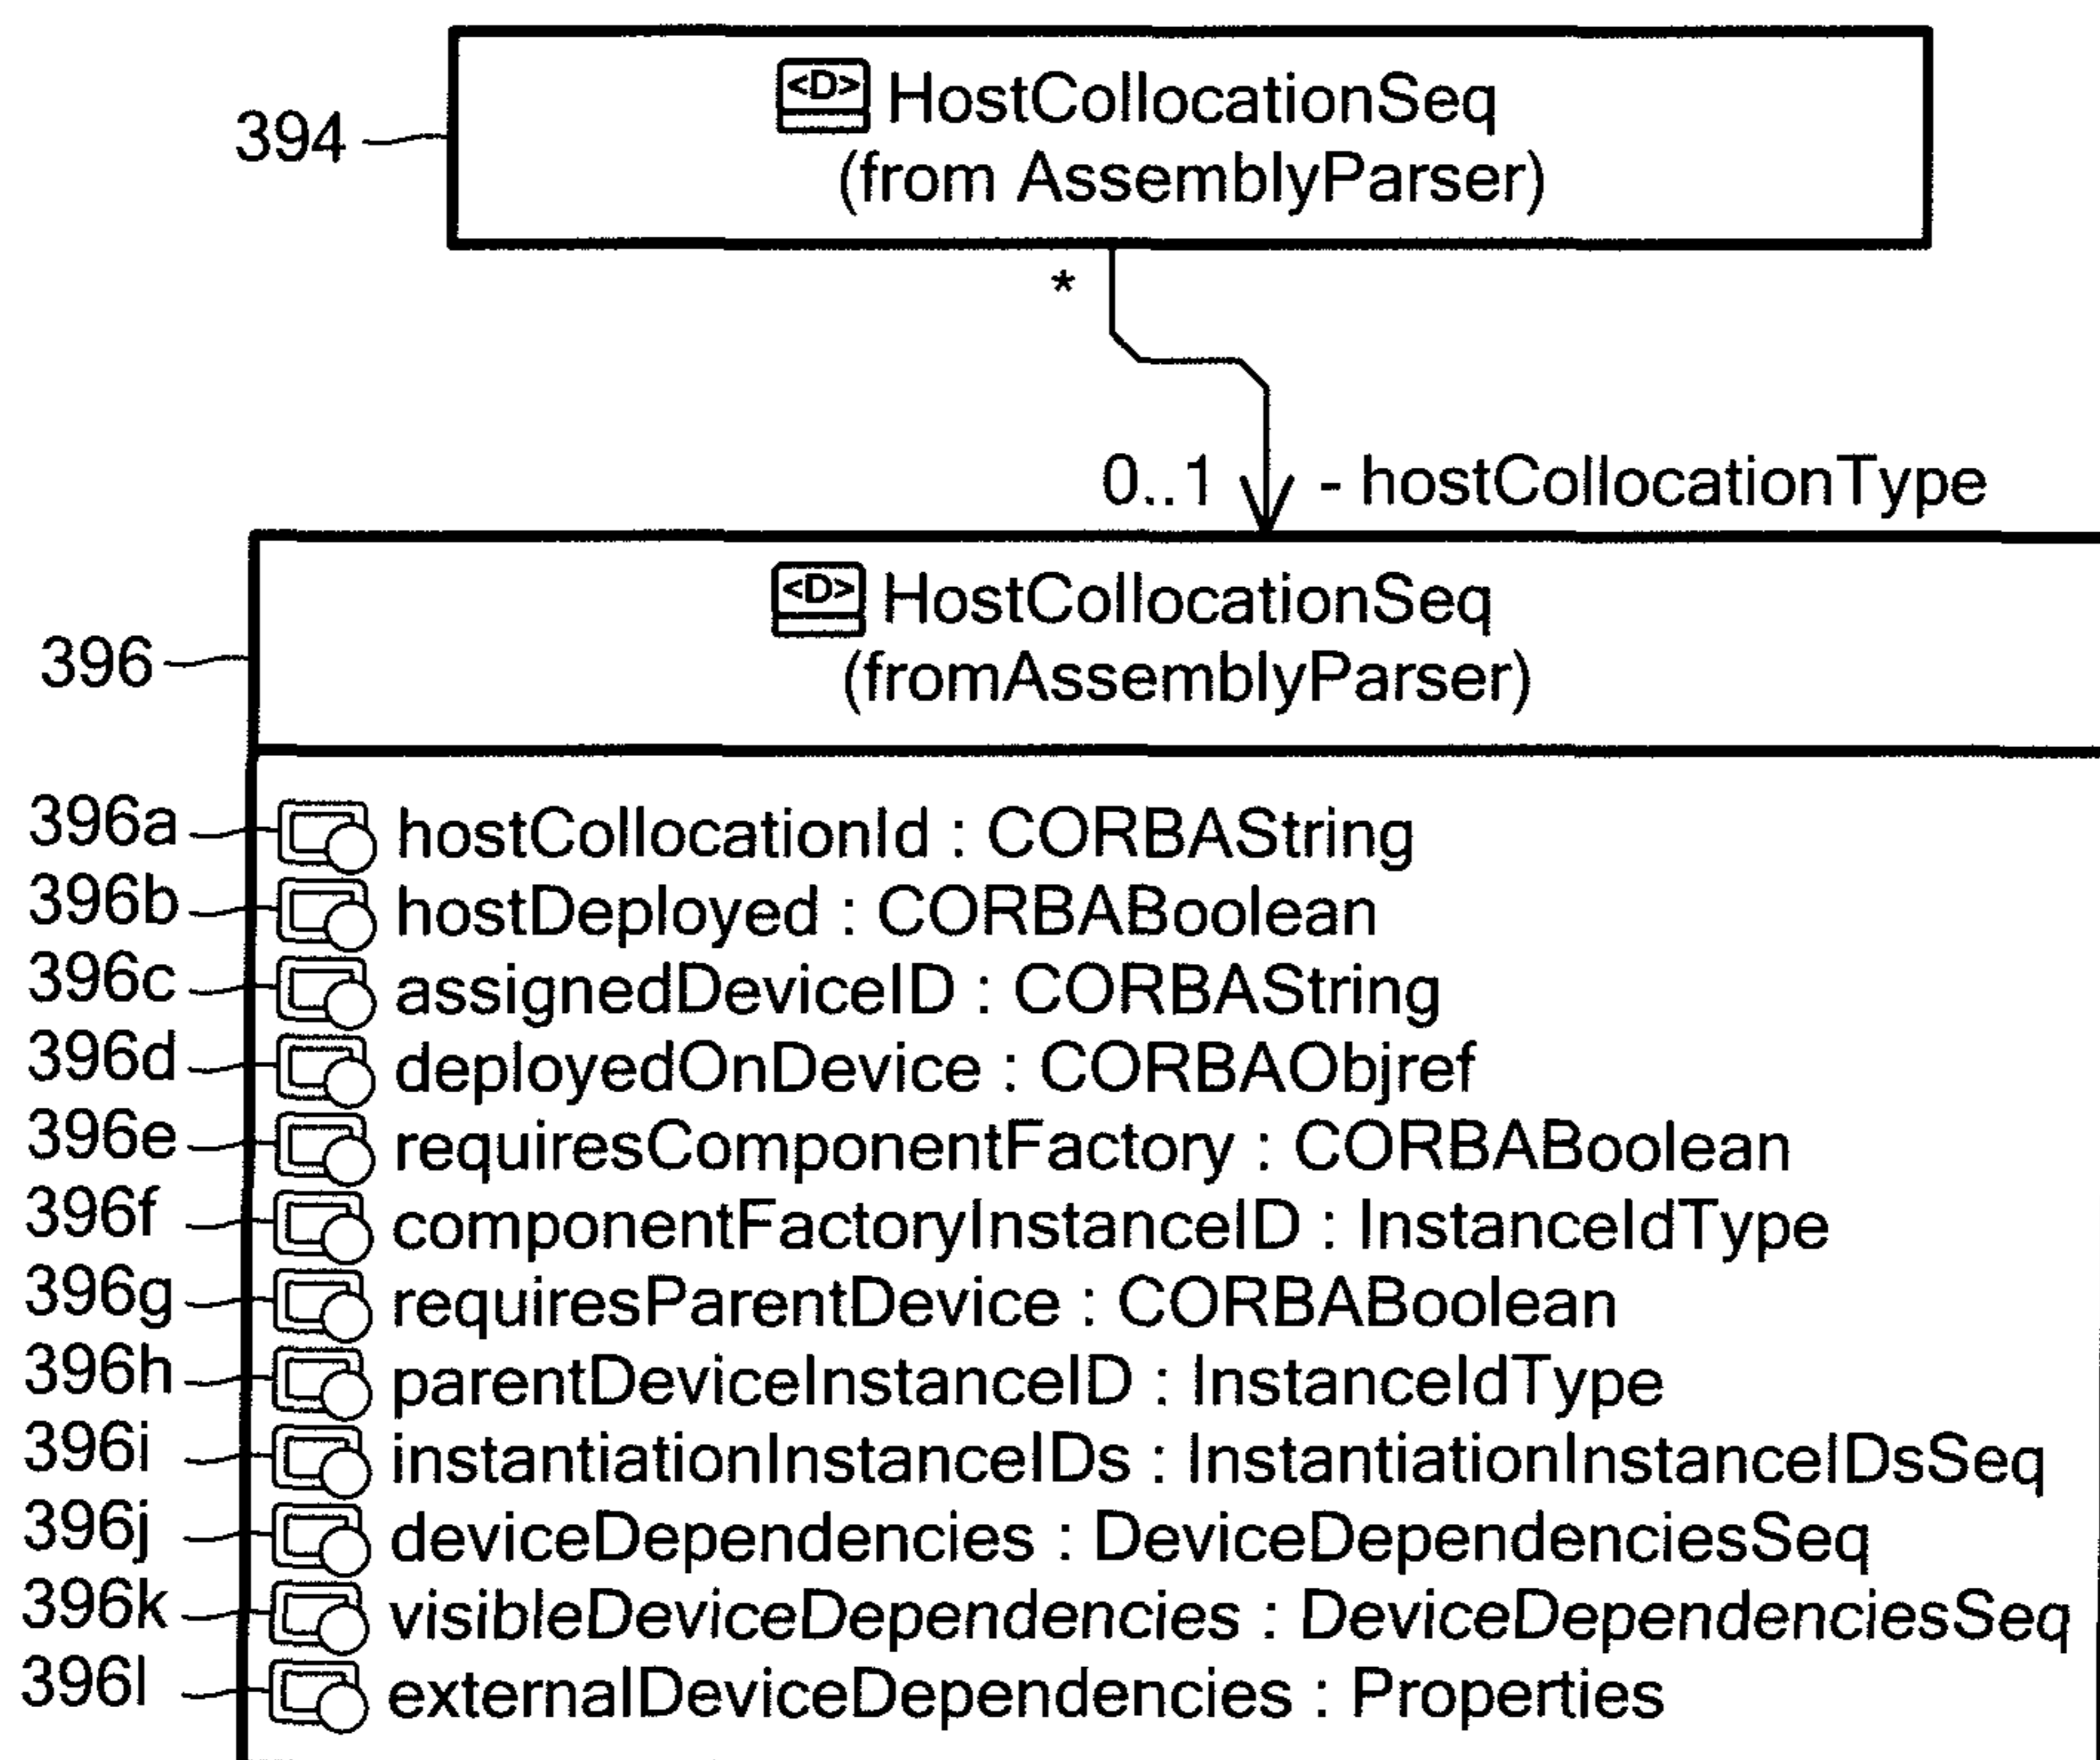 394 <D> HostCollocationSeq
(from AssemblyParser)
*
0..1 - hostCollocationType
<D> HostCollocationSeq
396
(fromAssemblyParser)
396a hostCollocationId : CORBAString
396b hostDeployed : CORBABoolean
396c assignedDeviceID : CORBAString
396d deployedOnDevice : CORBAObjref
396e requiresComponentFactory : CORBABoolean
396f componentFactoryInstanceID : InstanceIdType
396g requiresParentDevice : CORBABoolean
396h parentDeviceInstanceID : InstanceIdType
396i instantiationInstanceIDs : InstantiationInstanceIDsSeq
396j deviceDependencies : DeviceDependenciesSeq
396k visibleDeviceDependencies : DeviceDependenciesSeq
396l externalDeviceDependencies : Properties